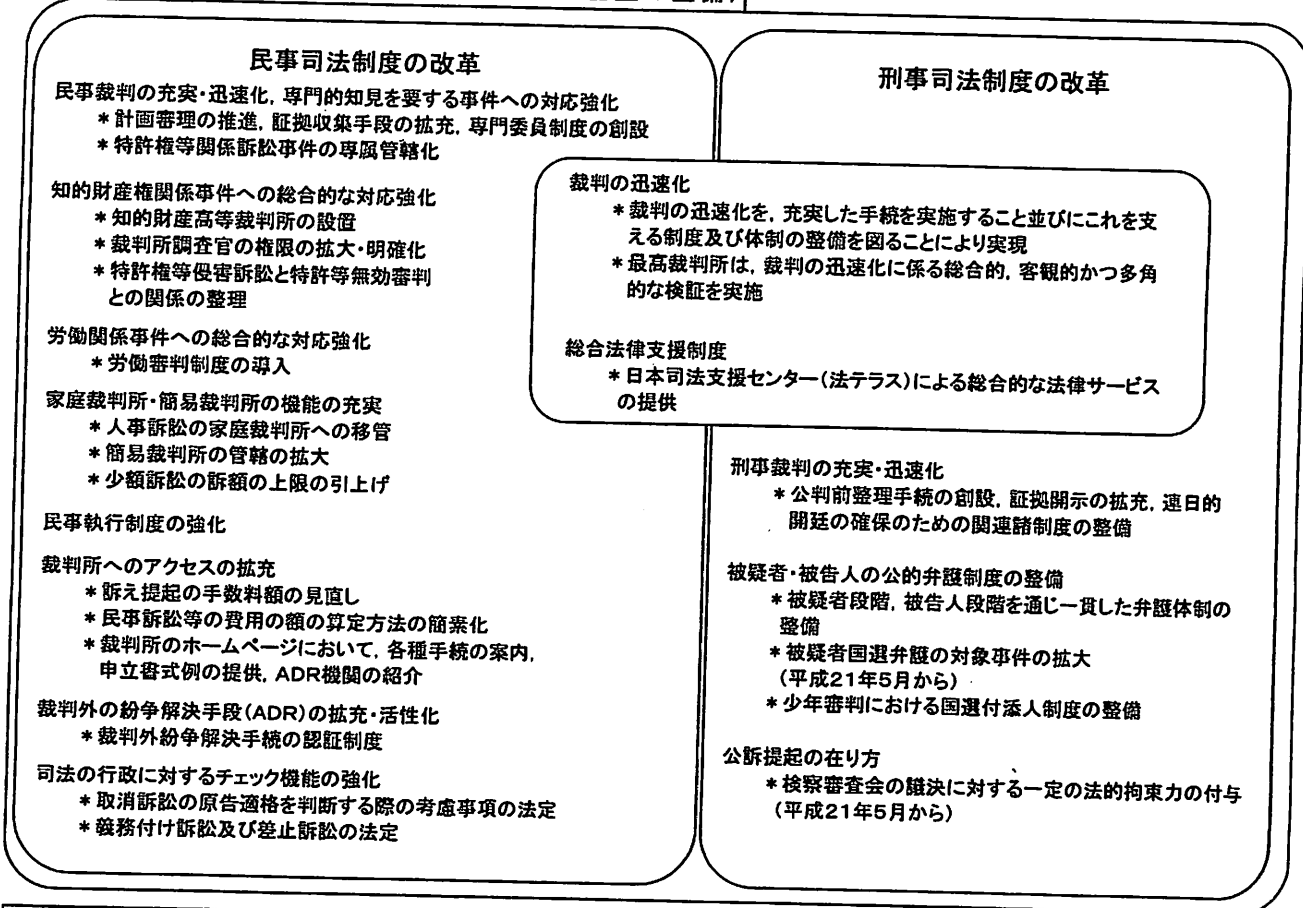 民事司法制度の改革
民事裁判の充実・迅速化，専門的知見を要する事件への対応強化
＊計画審理の推進，証拠収集手段の拡充，専門委員制度の創設
＊特許権等関係訴訟事件の専属管轄化
知的財産権関係事件への総合的な対応強化
＊知的財産高等裁判所の設置
＊裁判所調査官の権限の拡大・明確化
＊特許権等侵害訴訟と特許等無効審判
との関係の整理
労働関係事件への総合的な対応強化
＊労働審判制度の導入
家庭裁判所・簡易裁判所の機能の充実
＊人事訴訟の家庭裁判所への移管
＊簡易裁判所の管轄の拡大
＊少額訴訟の訴額の上限の引上げ
民事執行制度の強化
裁判所へのアクセスの拡充
＊訴え提起の手数料額の見直し
＊民事訴訟等の費用の額の算定方法の簡素化
＊裁判所のホームページにおいて，各種手続の案内，
申立書式例の提供，ADR機関の紹介
裁判外の紛争解決手段（ADR）の拡充・活性化
＊裁判外紛争解決手続の認証制度
司法の行政に対するチェック機能の強化
＊取消訴訟の原告適格を判断する際の考慮事項の法定
＊義務付け訴訟及び差止訴訟の法定
裁判の迅速化
＊裁判の迅速化を，充実した手続を実施すること並びにこれを支
える制度及び体制の整備を図ることにより実現
＊最高裁判所は，裁判の迅速化に係る総合的，客観的かつ多角
的な検証を実施
総合法律支援制度
＊日本司法支援センター（法テラス）による総合的な法律サービス
の提供
刑事司法制度の改革
刑事裁判の充実・迅速化
＊公判前整理手続の創設，証拠開示の拡充，連日的
開廷の確保のための関連諸制度の整備
被疑者・被告人の公的弁護制度の整備
＊被疑者段階，被告人段階を通じ一貫した弁護体制の
整備
＊被疑者国選弁護の対象事件の拡大
（平成21年5月から）
＊少年審判における国選付添人制度の整備
公訴提起の在り方
＊検察審査会の議決に対する一定の法的拘束力の付与
（平成21年5月から）